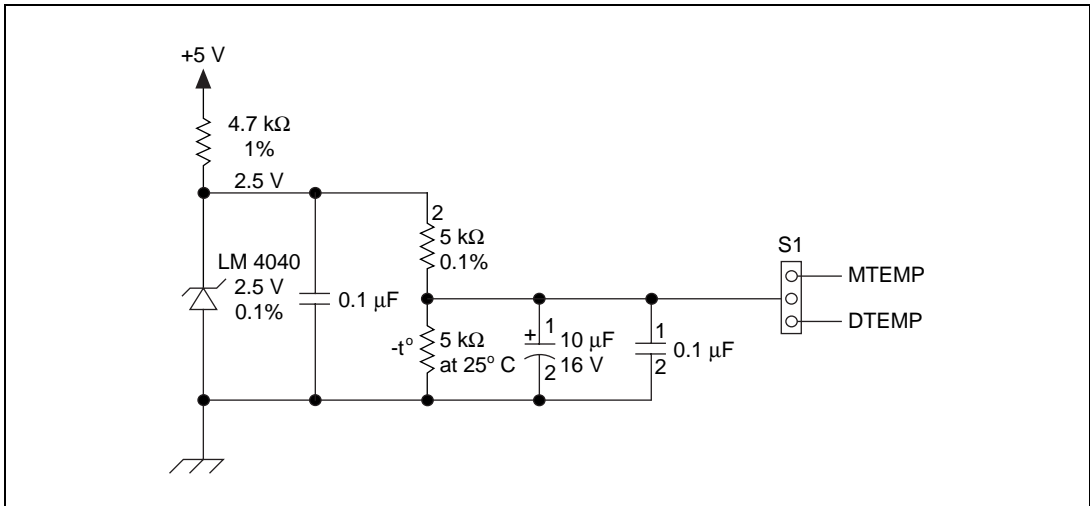 +5 V
4.7 kΩ
1%
2.5 V
2
5 kΩ
0.1%
LM 4040
2.5 V
0.1%
0.1 μF
-t°
5 kΩ
at 25° C
+
1
10 μF
16 V
2
1
0.1 μF
2
S1
MTEMP
DTEMP